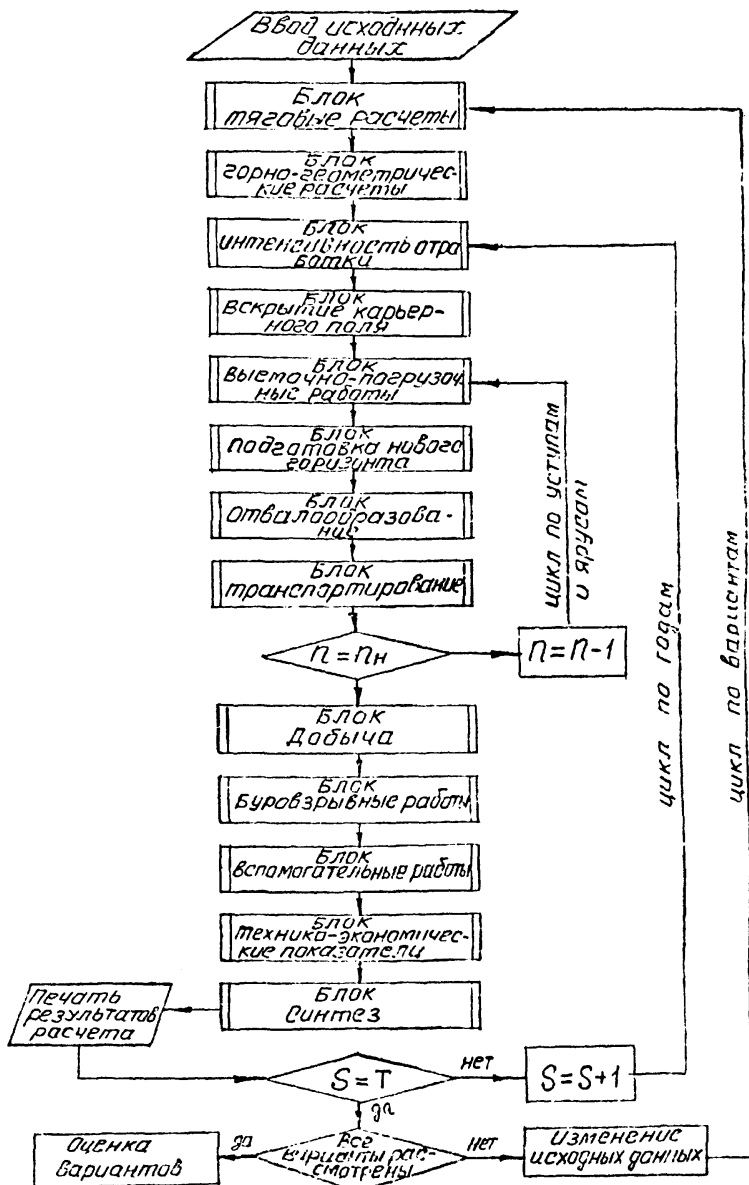 Ввод исходнных
данных
Блок
тяговые расчеты
Блок
горно-геометричес-
кие расчеты
Блок
интенсивность отра
ботки
Блок
вскрытие карьер-
ного поля
Блок
выемочно-погрузоч
ные работы
Блок
подготовка нового
горизонта
Блок
отвалообразова-
ние
Блок
транспортирование
n = nн
n = n-1
цикл по уступам
и ярусам
цикл по годам
цикл по вариантам
Блок
Добыча
Блок
Буровзрывные работы
Блок
вспомогательные работы
Блок
технико-экономичес-
кие показатели
Блок
Синтез
Печать
результатов
расчета
S = T
нет
S = S+1
да
Все
варианты рас-
смотрены
да
Оценка
вариантов
нет
Изменение
исходных данных